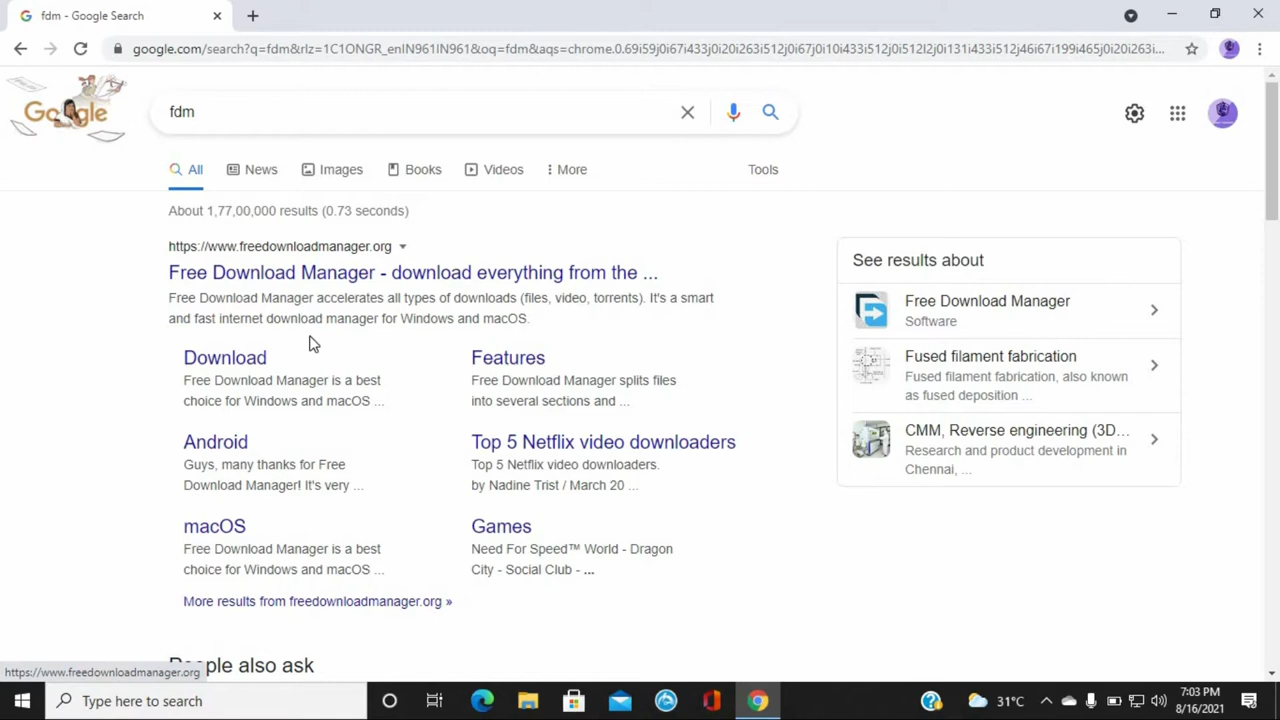 fdm - Google Search
google.com/search?q=fdm&rlz=1C1ONGR_enIN961IN961&oq=fdm&aqs=chrome.0.69i59j0i67i433j0i20i263i512j0i67j0i10i433i512j0i512l2j0i131i433i512j46i67i199i465j0i20i263i...
Google
fdm
All
News
Images
Books
Videos
More
Tools
About 1,77,00,000 results (0.73 seconds)
https://www.freedownloadmanager.org
Free Download Manager - download everything from the ...
Free Download Manager accelerates all types of downloads (files, video, torrents). It's a smart
and fast internet download manager for Windows and macOS.
Download
Free Download Manager is a best
choice for Windows and macOS ...
Features
Free Download Manager splits files
into several sections and ...
Android
Guys, many thanks for Free
Download Manager! It's very ...
Top 5 Netflix video downloaders
Top 5 Netflix video downloaders.
by Nadine Trist / March 20 ...
macOS
Free Download Manager is a best
choice for Windows and macOS ...
Games
Need For Speed™ World - Dragon
City - Social Club - ...
More results from freedownloadmanager.org »
People also ask
See results about
Free Download Manager
Software
Fused filament fabrication
Fused filament fabrication, also known
as fused deposition ...
CMM, Reverse engineering (3D...
Research and product development in
Chennai, ...
https://www.freedownloadmanager.org
Type here to search
31°C
7:03 PM
8/16/2021